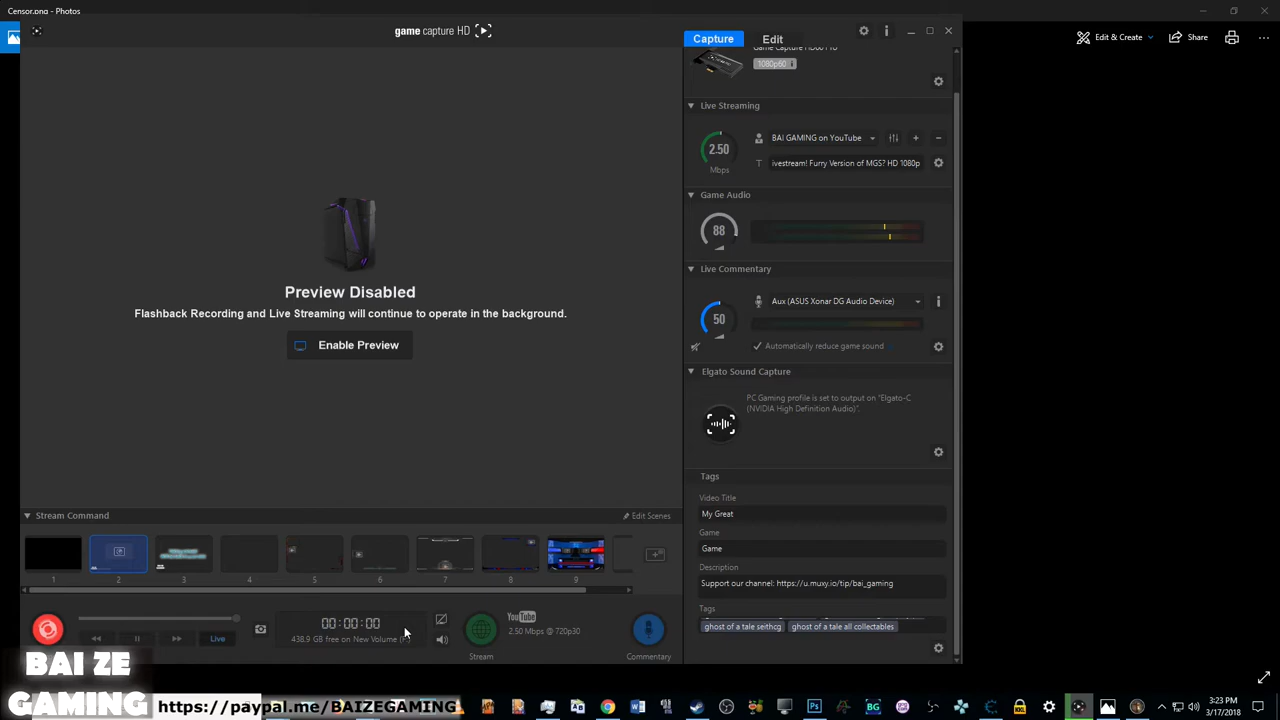 Censor.png - Photos
game capture HD
Capture
Edit
Edit & Create
Share
Game Capture HD60 Pro
1080p60
Live Streaming
2.50
Mbps
BAI GAMING on YouTube
T
ivestream! Furry Version of MGS? HD 1080p
Game Audio
88
Live Commentary
50
Aux (ASUS Xonar DG Audio Device)
Automatically reduce game sound
Preview Disabled
Flashback Recording and Live Streaming will continue to operate in the background.
Enable Preview
Elgato Sound Capture
PC Gaming profile is set to output on "Elgato-C
(NVIDIA High Definition Audio)".
Tags
Video Title
My Great
Game
Game
Description
Support our channel: https://u.muxy.io/tip/bai_gaming
Tags
ghost of a tale seithcg
ghost of a tale all collectables
Stream Command
Edit Scenes
1 2 3 4 5 6 7 8 9
Live
00:00:00
438.9 GB free on New Volume (F:)
Stream
YouTube
2.50 Mbps @ 720p30
Commentary
BAI ZE
GAMING
https://paypal.me/BAIZEGAMING
3:23 PM
3/17/2018